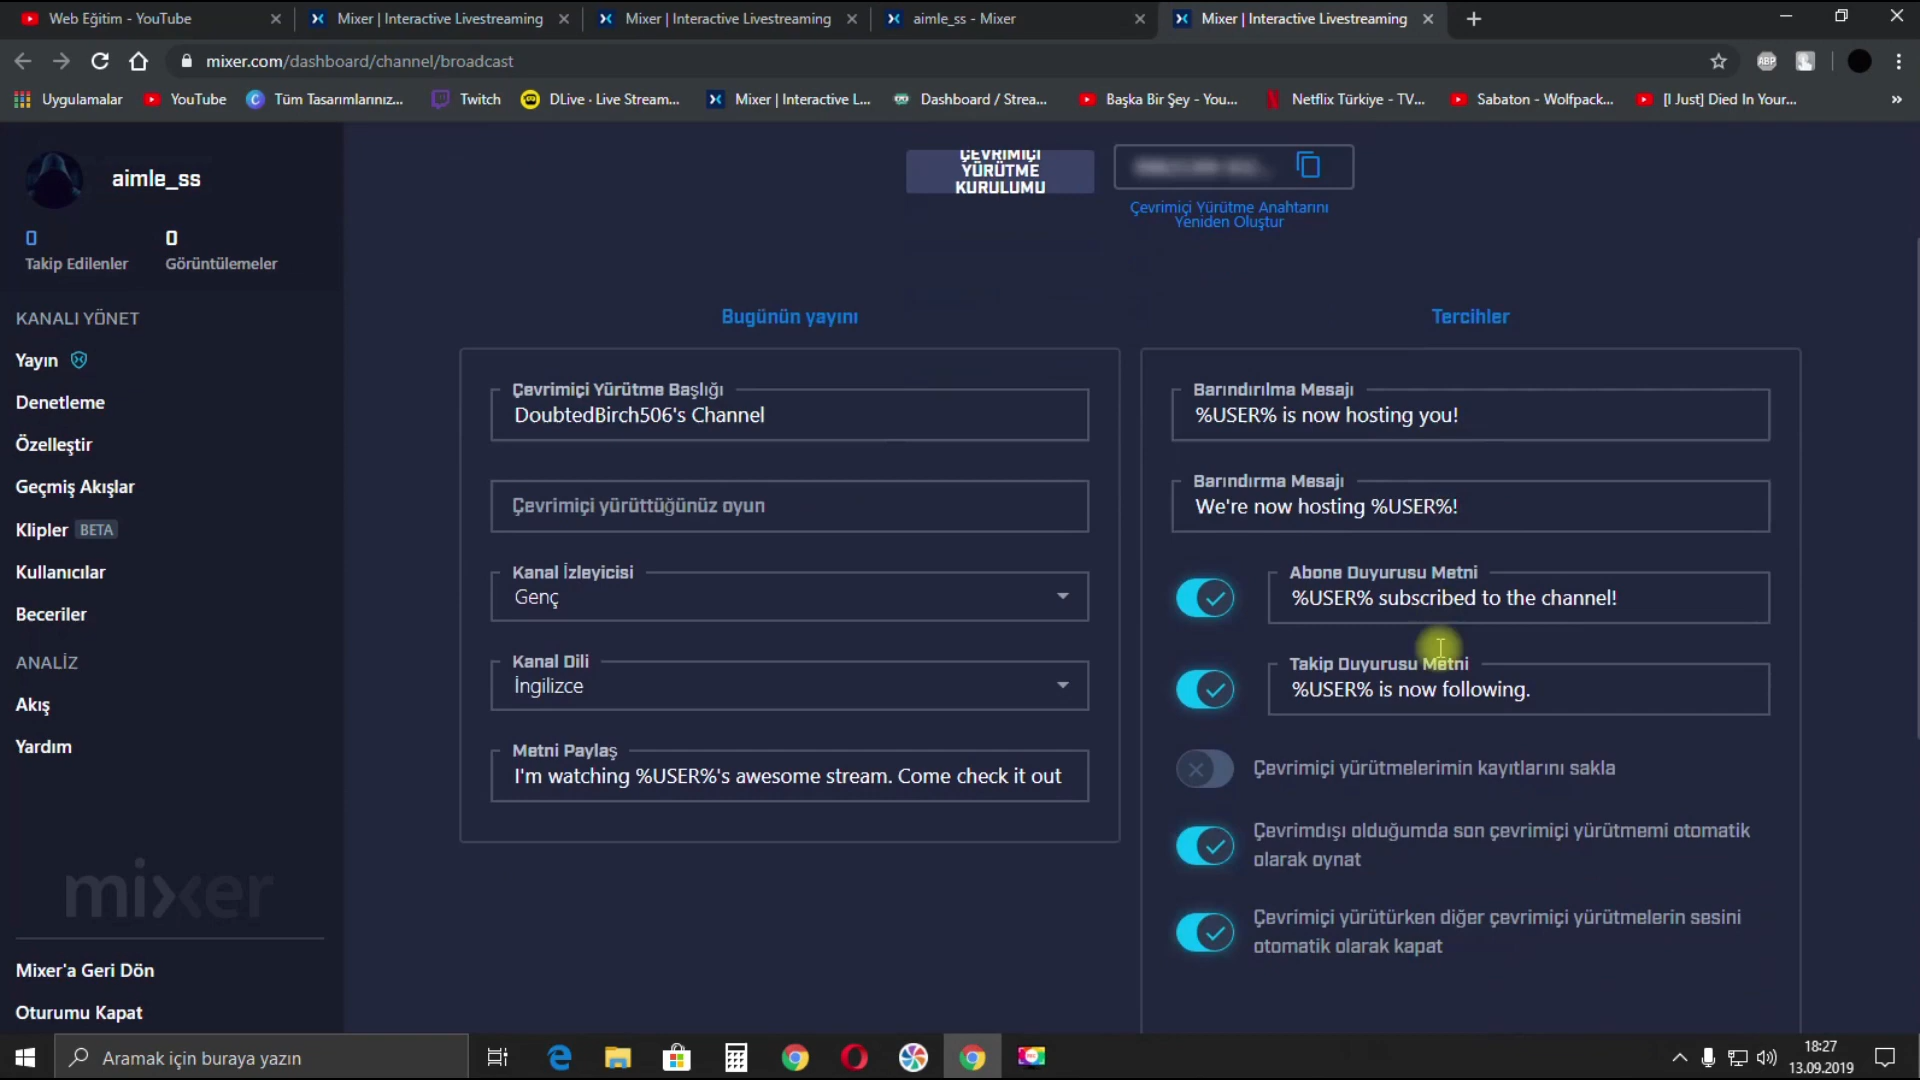 Web Eğitim - YouTube
Mixer | Interactive Livestreaming
Mixer | Interactive Livestreaming
aimle_ss - Mixer
Mixer | Interactive Livestreaming
mixer.com/dashboard/channel/broadcast
ABP
Uygulamalar
YouTube
Tüm Tasarımlarınız...
Twitch
DLive · Live Stream...
Mixer | Interactive L...
Dashboard / Strea...
Başka Bir Şey - You...
Netflix Türkiye - TV...
Sabaton - Wolfpack...
[I Just] Died In Your...
aimle_ss
0
0
Takip Edilenler
Görüntülemeler
KANALI YÖNET
Yayın
Denetleme
Özelleştir
Geçmiş Akışlar
Klipler BETA
Kullanıcılar
Beceriler
ANALİZ
Akış
Yardım
mixer
Mixer'a Geri Dön
Oturumu Kapat
ÇEVRİMİÇİ
YÜRÜTME
KURULUMU
Çevrimiçi Yürütme Anahtarını
Yeniden Oluştur
Bugünün yayını
Çevrimiçi Yürütme Başlığı
DoubtedBirch506's Channel
Çevrimiçi yürüttüğünüz oyun
Kanal İzleyicisi
Genç
Kanal Dili
İngilizce
Metni Paylaş
I'm watching %USER%'s awesome stream. Come check it out
Tercihler
Barındırılma Mesajı
%USER% is now hosting you!
Barındırma Mesajı
We're now hosting %USER%!
Abone Duyurusu Metni
%USER% subscribed to the channel!
Takip Duyurusu Metni
%USER% is now following.
Çevrimiçi yürütmelerimin kayıtlarını sakla
Çevrimdışı olduğumda son çevrimiçi yürütmemi otomatik
olarak oynat
Çevrimiçi yürütürken diğer çevrimiçi yürütmelerin sesini
otomatik olarak kapat
Aramak için buraya yazın
18:27
13.09.2019